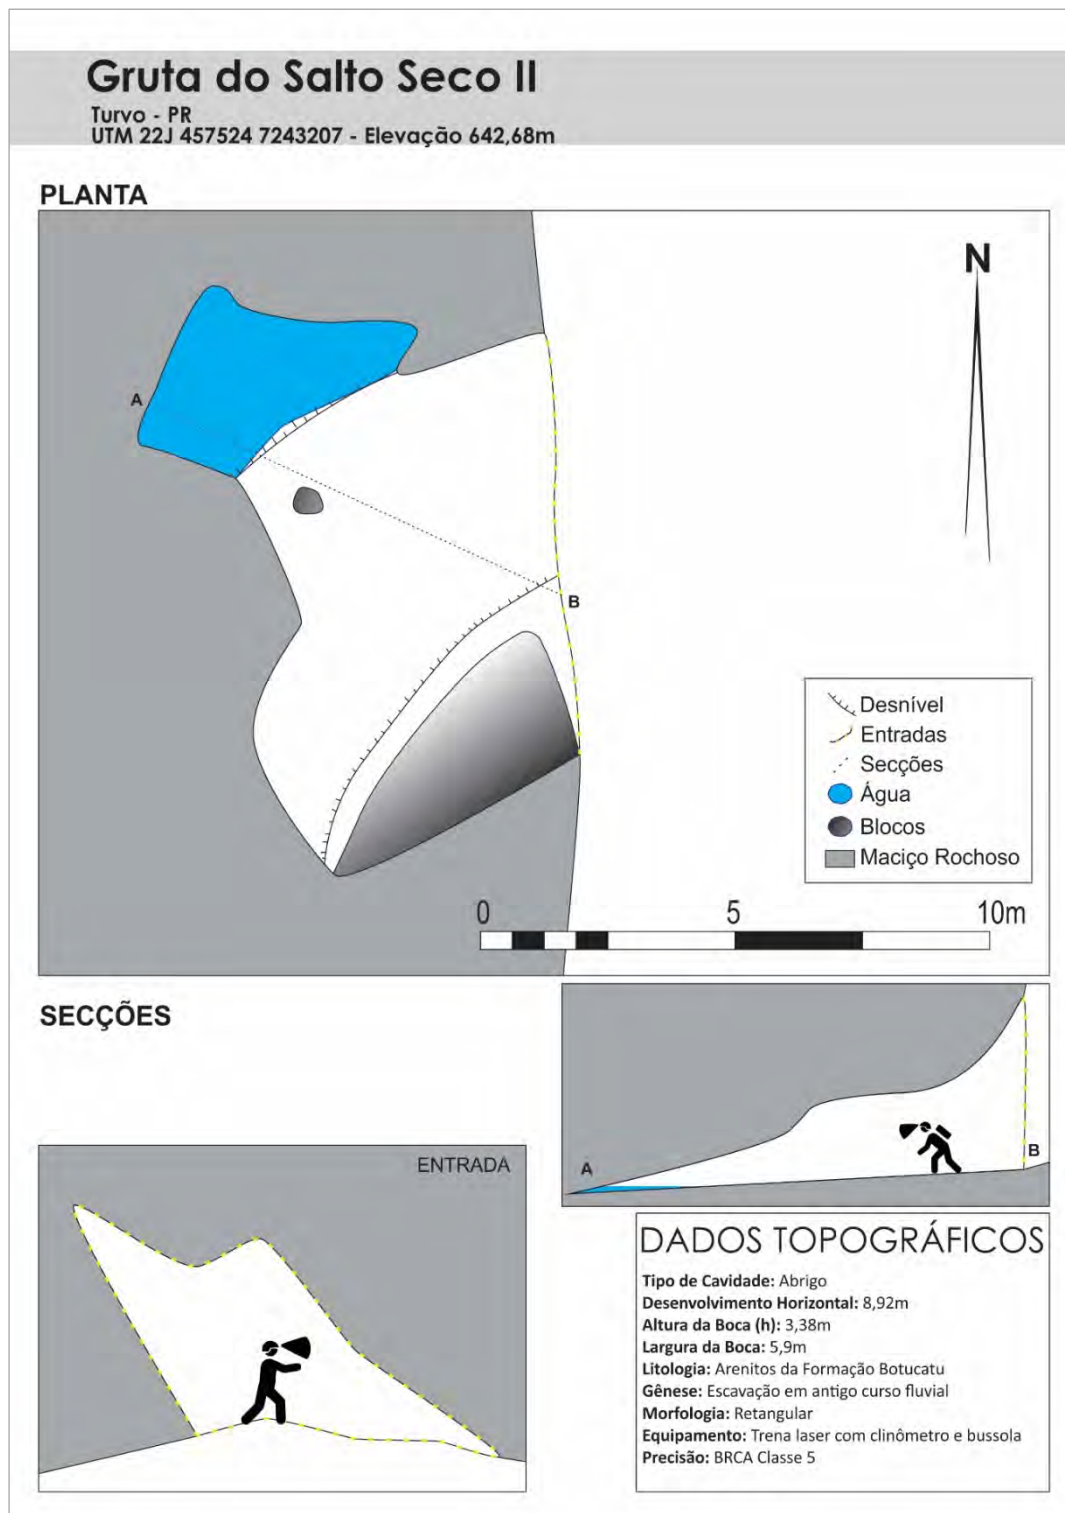 Gruta do Salto Seco II
Turvo - PR
UTM 22J 457524 7243207 - Elevação 642,68m
PLANTA
N
A
B
Desnível
Entradas
Secções
Água
Blocos
Maciço Rochoso
0 5 10m
SECÇÕES
A
B
ENTRADA
DADOS TOPOGRÁFICOS
Tipo de Cavidade: Abrigo
Desenvolvimento Horizontal: 8,92m
Altura da Boca (h): 3,38m
Largura da Boca: 5,9m
Litologia: Arenitos da Formação Botucatu
Gênese: Escavação em antigo curso fluvial
Morfologia: Retangular
Equipamento: Trena laser com clinômetro e bussola
Precisão: BRCA Classe 5